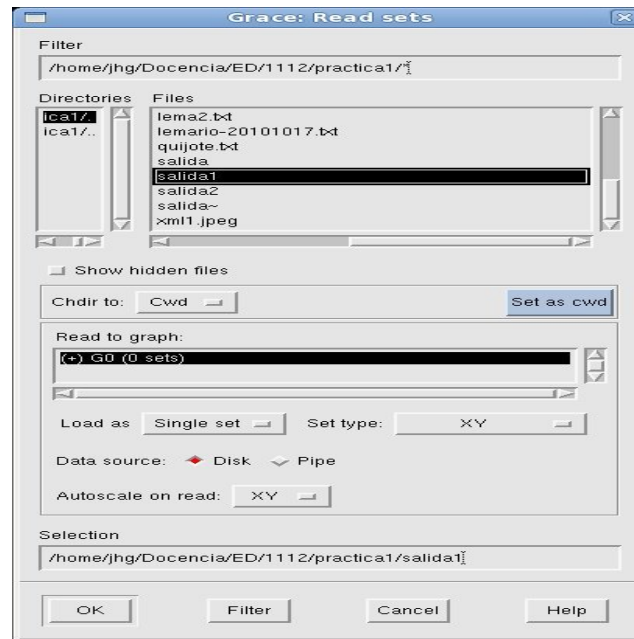 Grace: Read sets
Filter
/home/jhg/Docencia/ED/1112/practica1/*
Directories Files
ica1/.
ica1/..
lema2.txt
lemario-20101017.txt
quijote.txt
salida
salida1
salida2
salida~
xml1.jpeg
Show hidden files
Chdir to: Cwd Set as cwd
Read to graph:
(+) G0 (0 sets)
Load as Single set Set type: XY
Data source: Disk Pipe
Autoscale on read: XY
Selection
/home/jhg/Docencia/ED/1112/practica1/salida1
OK Filter Cancel Help